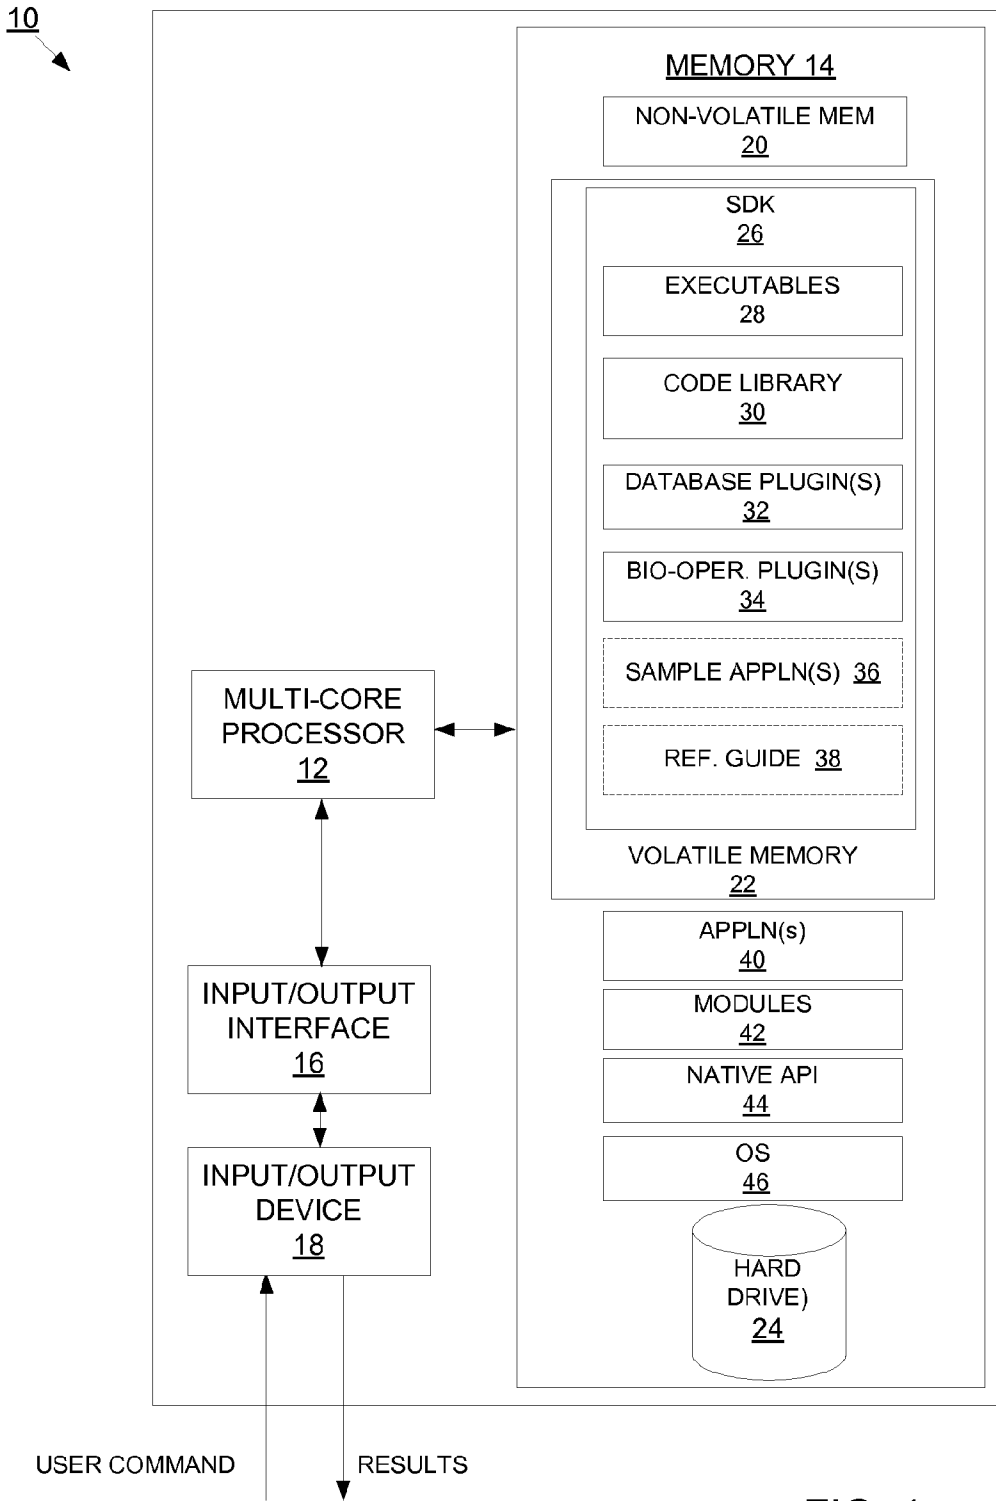 10
MEMORY 14
NON-VOLATILE MEM
20
SDK
26
EXECUTABLES
28
CODE LIBRARY
30
DATABASE PLUGIN(S)
32
BIO-OPER. PLUGIN(S)
34
SAMPLE APPLN(S) 36
REF. GUIDE 38
VOLATILE MEMORY
22
APPLN(s)
40
MODULES
42
NATIVE API
44
OS
46
HARD
DRIVE)
24
MULTI-CORE
PROCESSOR
12
INPUT/OUTPUT
INTERFACE
16
INPUT/OUTPUT
DEVICE
18
USER COMMAND
RESULTS